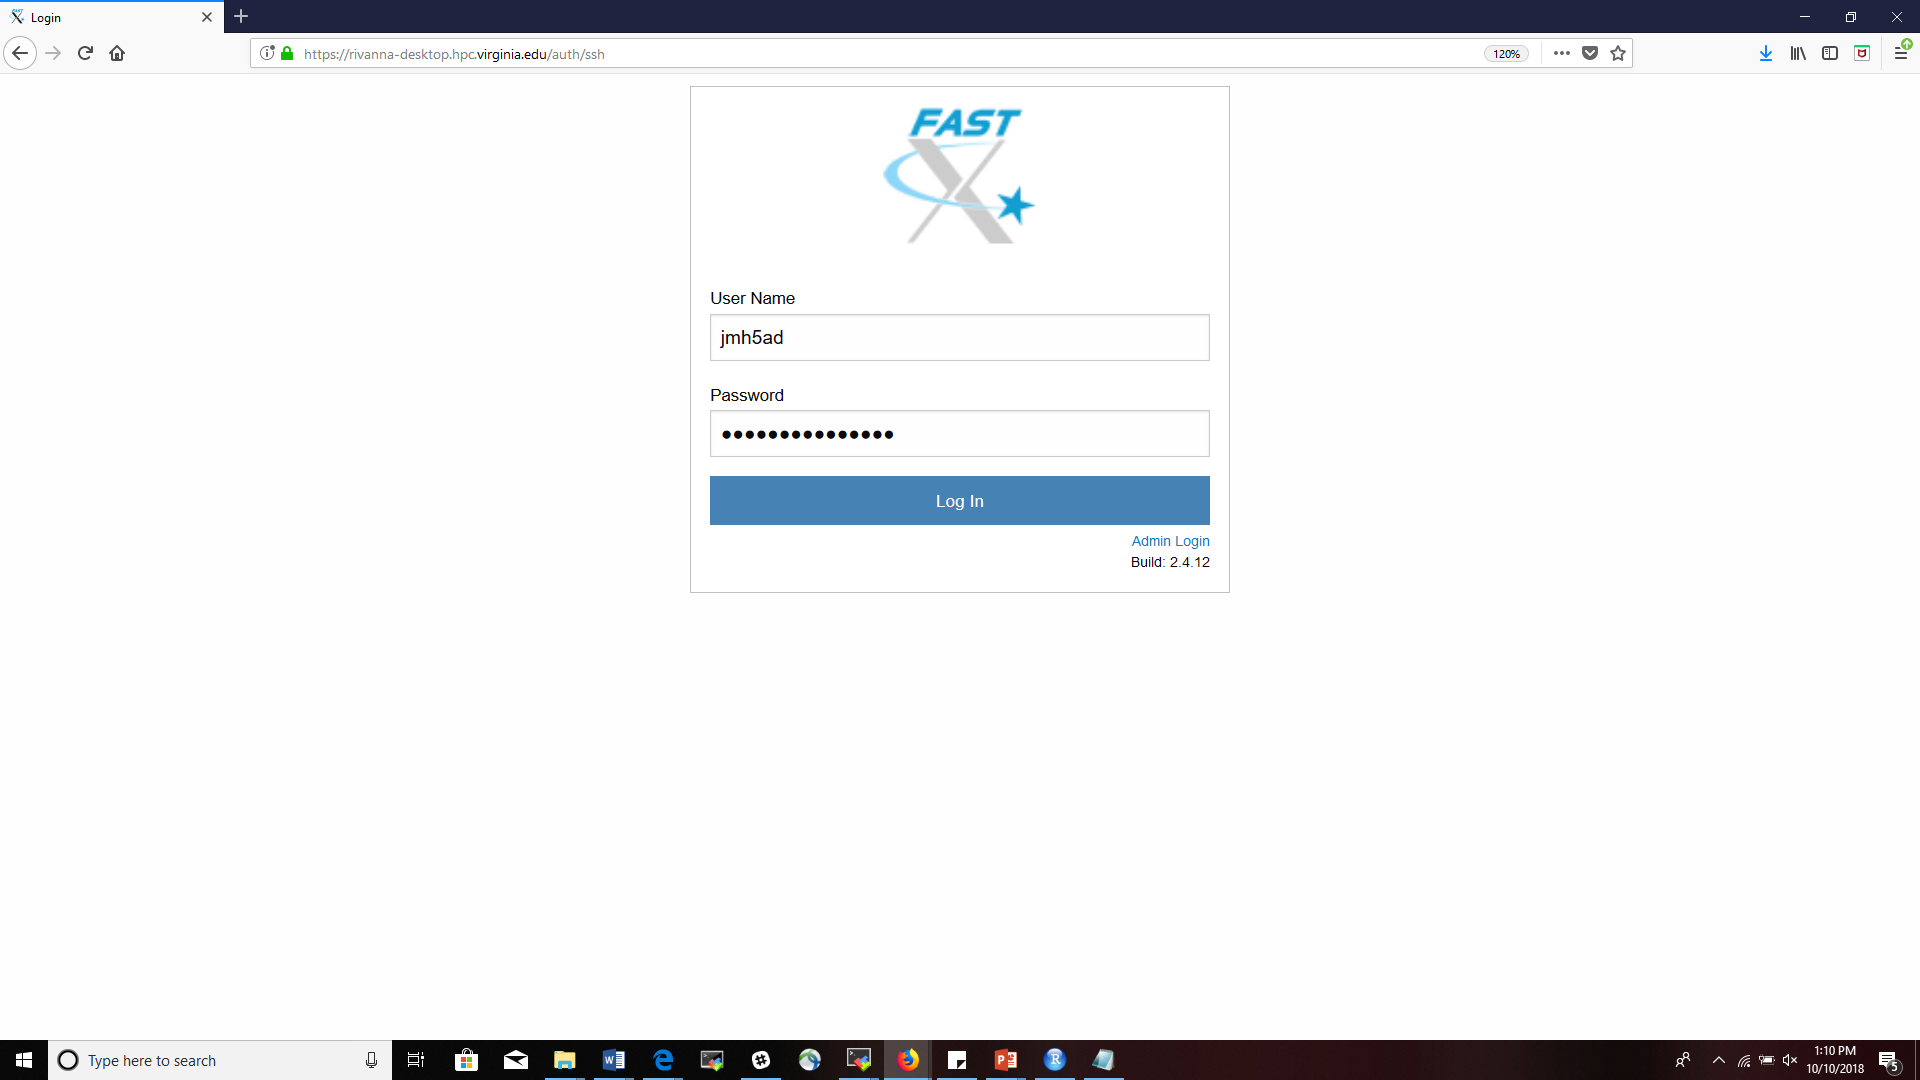 Login
https://rivanna-desktop.hpc.virginia.edu/auth/ssh
120%
FAST
X
User Name
jmh5ad
Password
Log In
Admin Login
Build: 2.4.12
Type here to search
1:10 PM
10/10/2018
5